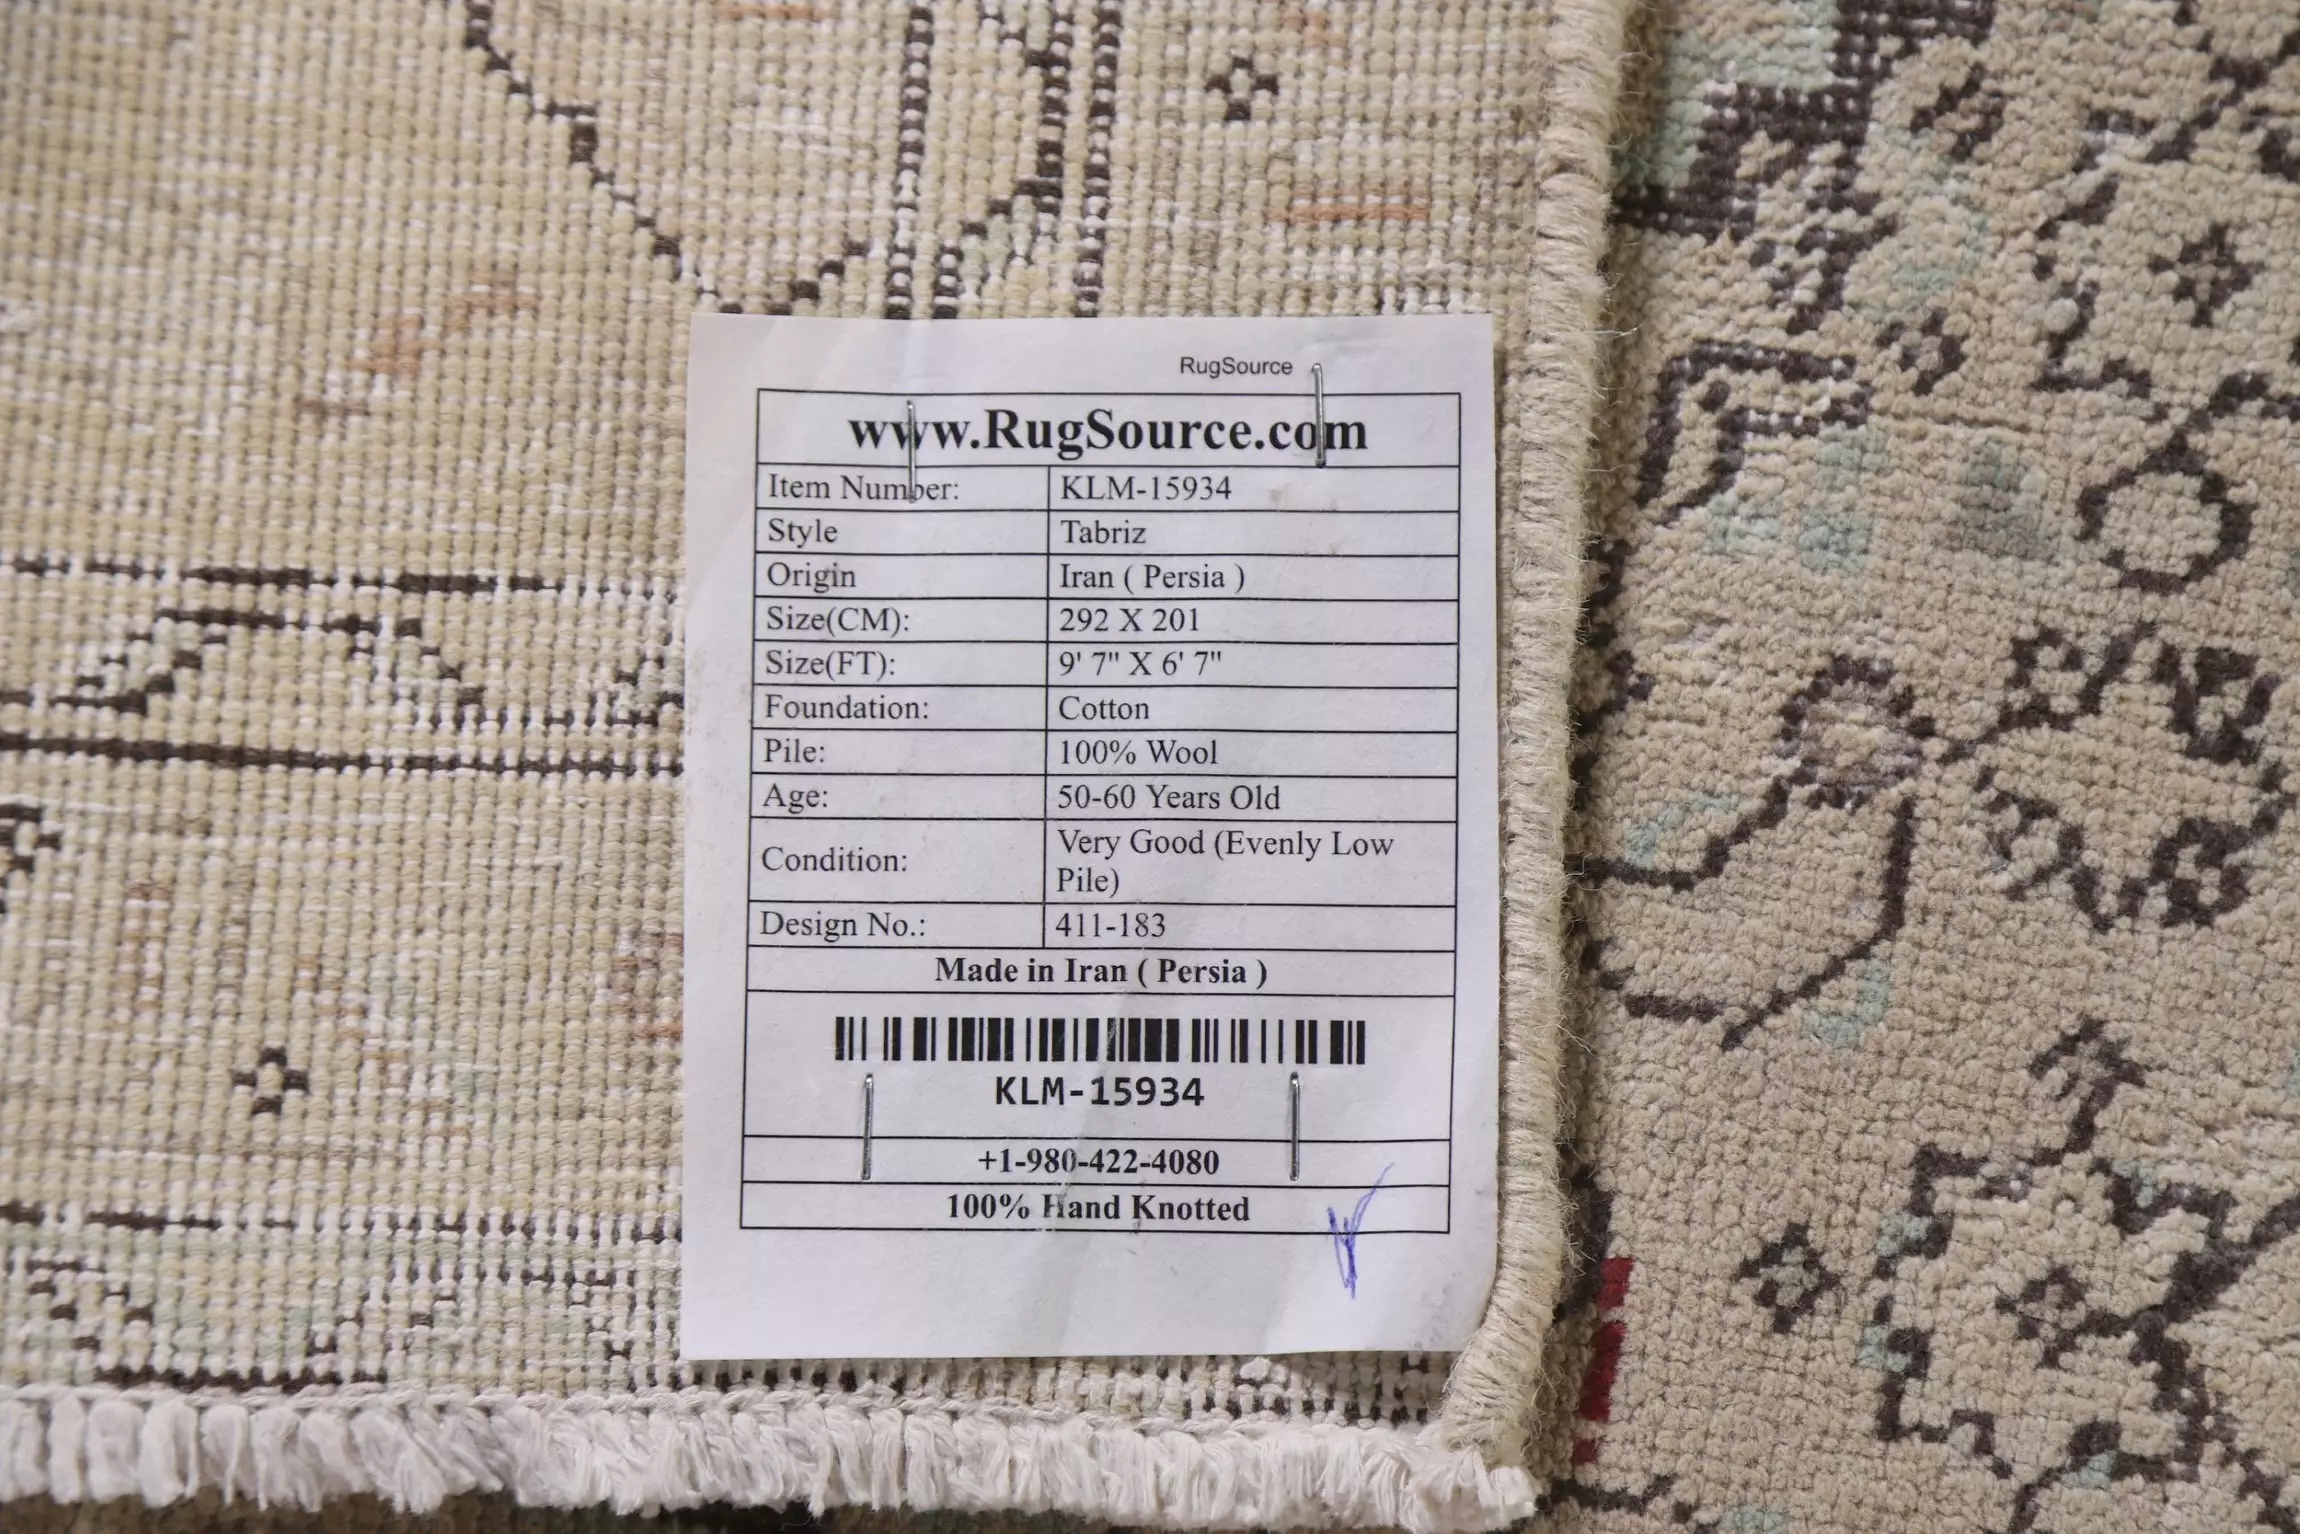 RugSource
www.RugSource.com
Item Number: KLM-15934
Style Tabriz
Origin Iran ( Persia )
Size(CM): 292 X 201
Size(FT): 9' 7" X 6' 7"
Foundation: Cotton
Pile: 100% Wool
Age: 50-60 Years Old
Condition: Very Good (Evenly Low
Pile)
Design No.: 411-183
Made in Iran ( Persia )
KLM-15934
+1-980-422-4080
100% Hand Knotted